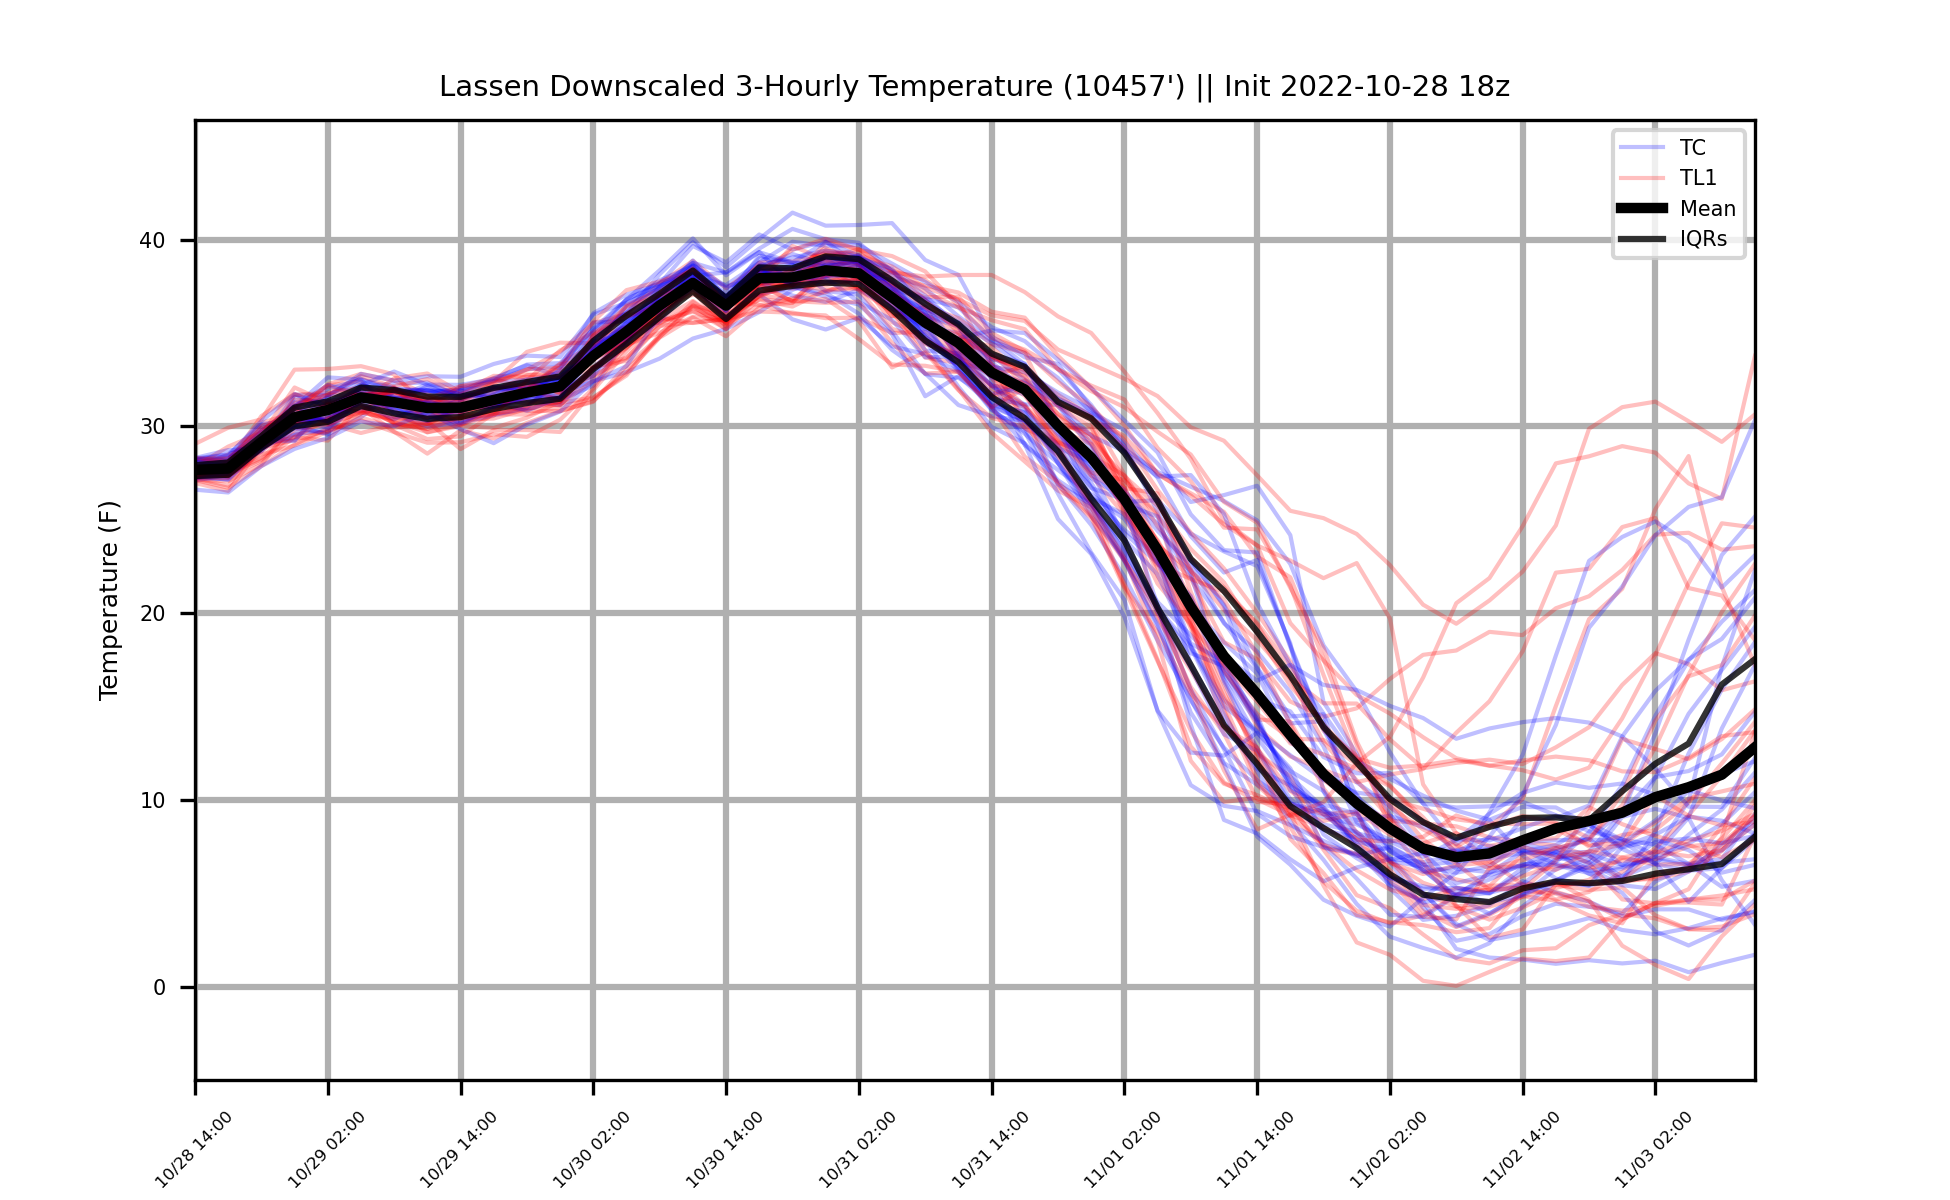 Lassen Downscaled 3-Hourly Temperature (10457') || Init 2022-10-28 18z
TC
TL1
Mean
IQRs
Temperature (F)
40
30
20
10
0
10/28 14:00
10/29 02:00
10/29 14:00
10/30 02:00
10/30 14:00
10/31 02:00
10/31 14:00
11/01 02:00
11/01 14:00
11/02 02:00
11/02 14:00
11/03 02:00